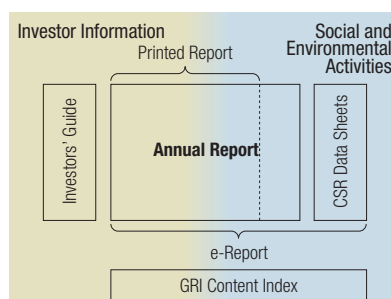 Investor Information
Social and
Environmental
Activities
Printed Report
Investors' Guide
Annual Report
CSR Data Sheets
e-Report
GRI Content Index